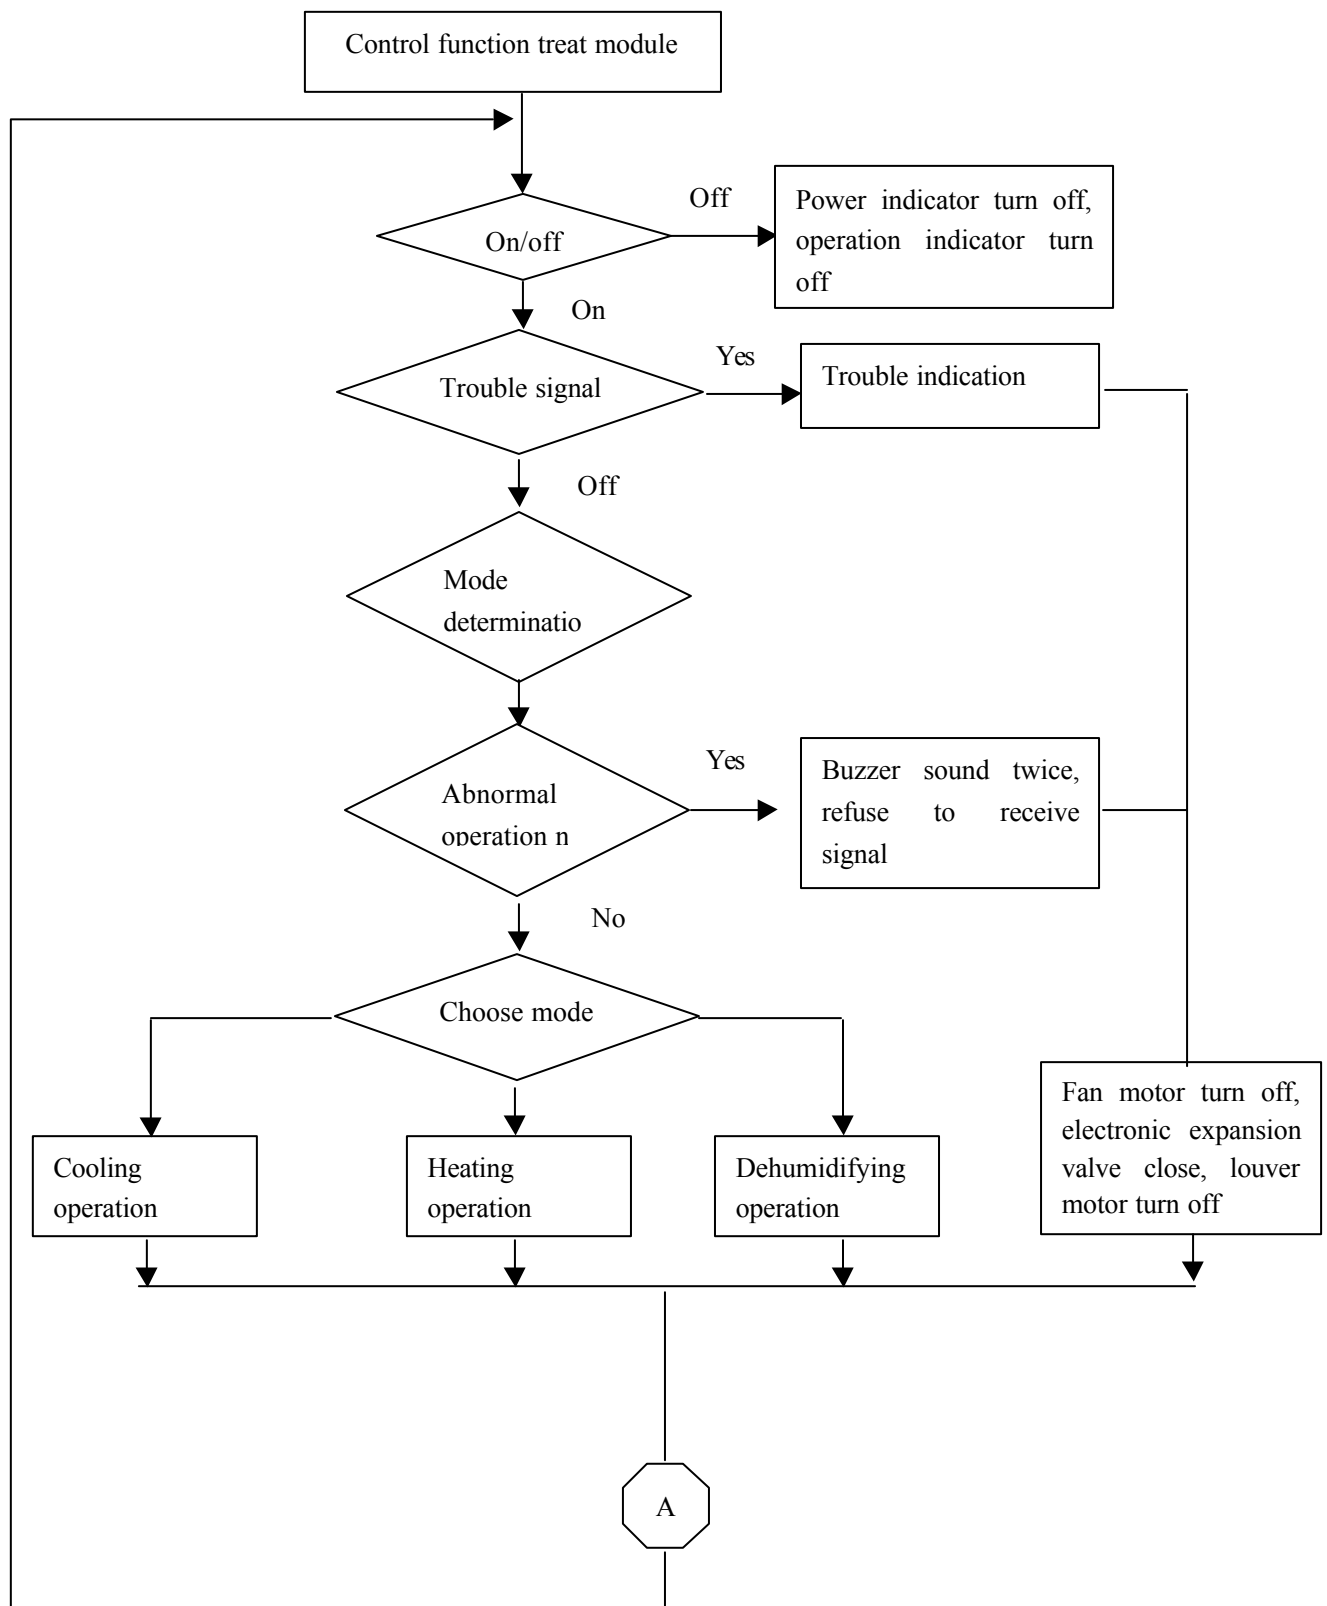 Control function treat module
Off
Power indicator turn off,
operation indicator turn
off
On/off
On
Yes
Trouble signal
Trouble indication
Off
Mode
determinatio
Yes
Abnormal
operation n
Buzzer sound twice,
refuse to receive
signal
No
Choose mode
Cooling
operation
Heating
operation
Dehumidifying
operation
Fan motor turn off,
electronic expansion
valve close, louver
motor turn off
A